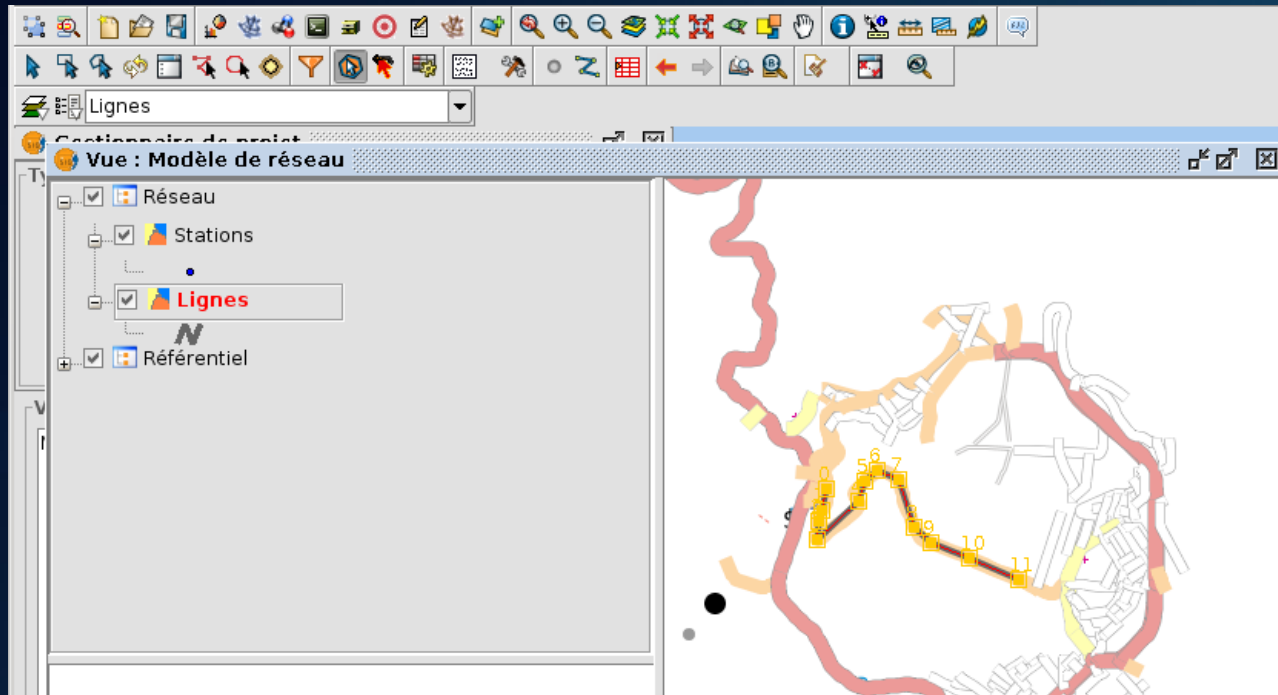 Lignes
Gestionnaire de projet
Vue : Modèle de réseau
Ty
Réseau
Stations
Lignes
Référentiel
V
0
5
6
7
9
10
11